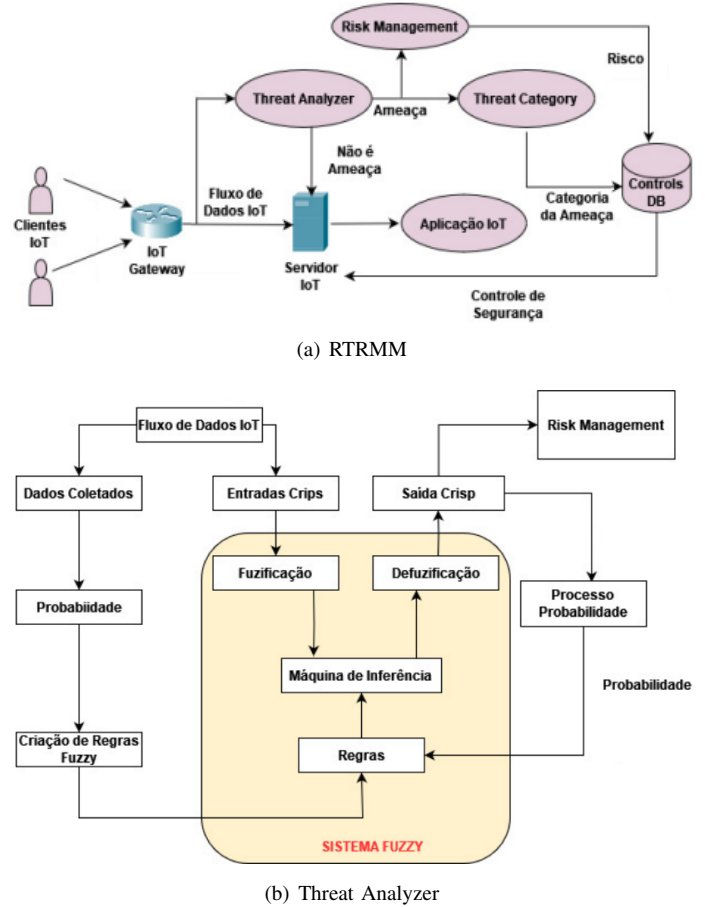 Risk Management
Risco
Threat Analyzer
Ameaça
Threat Category
Não é
Ameaça
Controls
DB
Categoria
da Ameaça
Fluxo de
Dados IoT
Aplicação IoT
Clientes
IoT
IoT
Gateway
Servidor
IoT
Controle de
Segurança
(a) RTRMM
Fluxo de Dados IoT
Risk Management
Dados Coletados
Entradas Crips
Saída Crisp
Fuzificação
Defuzificação
Probabiidade
Processo
Probabilidade
Máquina de Inferência
Probabilidade
Criação de Regras
Fuzzy
Regras
SISTEMA FUZZY
(b) Threat Analyzer